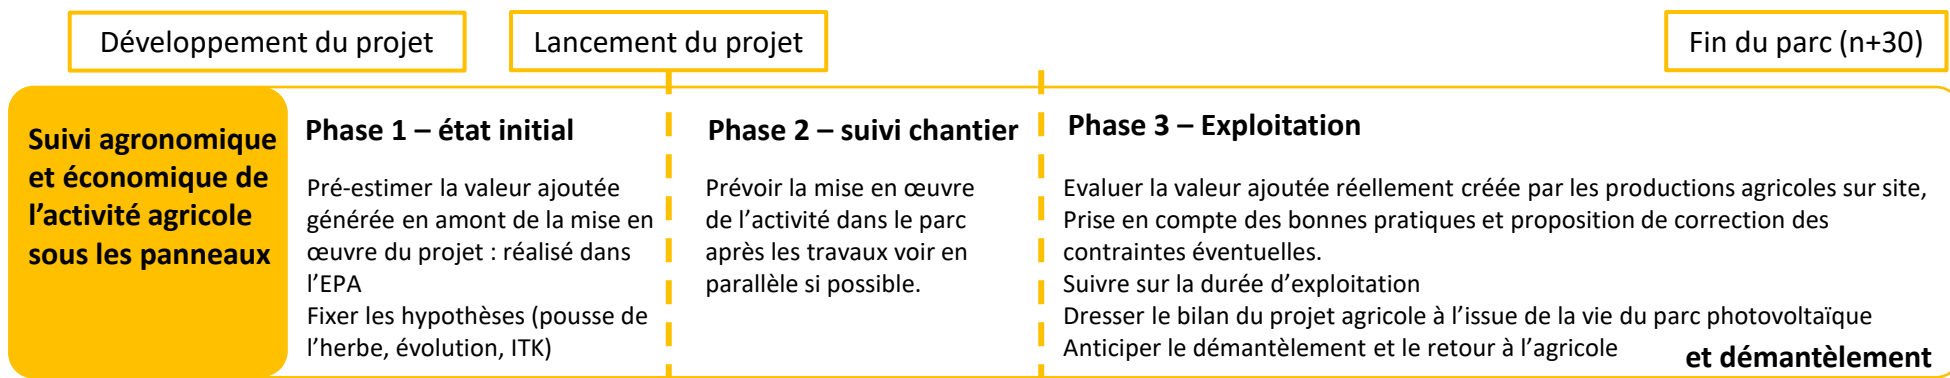 Développement du projet
Lancement du projet
Fin du parc (n+30)
Suivi agronomique
et économique de
l’activité agricole
sous les panneaux
Phase 1 – état initial
Pré-estimer la valeur ajoutée
générée en amont de la mise en
œuvre du projet : réalisé dans
l’EPA
Fixer les hypothèses (pousse de
l’herbe, évolution, ITK)
Phase 2 – suivi chantier
Prévoir la mise en œuvre
de l’activité dans le parc
après les travaux voir en
parallèle si possible.
Phase 3 – Exploitation
Evaluer la valeur ajoutée réellement créée par les productions agricoles sur site,
Prise en compte des bonnes pratiques et proposition de correction des
contraintes éventuelles.
Suivre sur la durée d’exploitation
Dresser le bilan du projet agricole à l’issue de la vie du parc photovoltaïque
Anticiper le démantèlement et le retour à l’agricole
et démantèlement